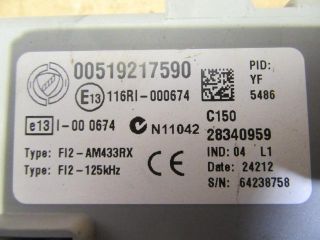 00519217590
PID:
YF
5486
E13 116RI-000674
C150
e13 I-00 0674
N11042
28340959
Type: FI2-AM433RX
IND: 04 L1
Type: FI2-125kHz
Date: 24212
S/N: 64238758